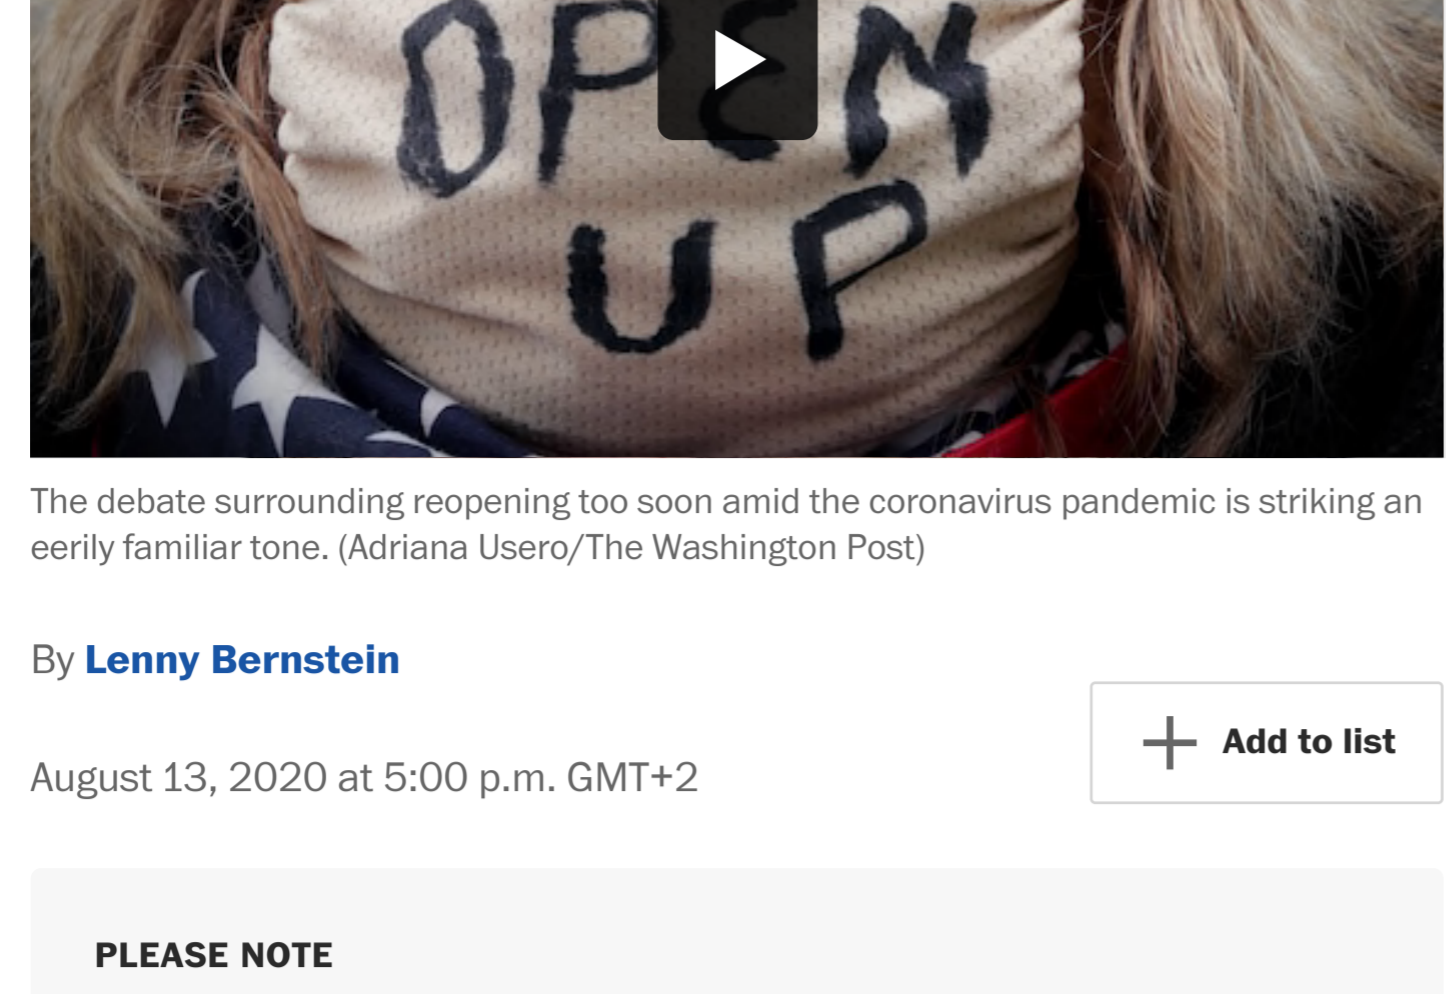 OPEN
UP
The debate surrounding reopening too soon amid the coronavirus pandemic is striking an
eerily familiar tone. (Adriana Usero/The Washington Post)
By Lenny Bernstein
Add to list
August 13, 2020 at 5:00 p.m. GMT+2
PLEASE NOTE